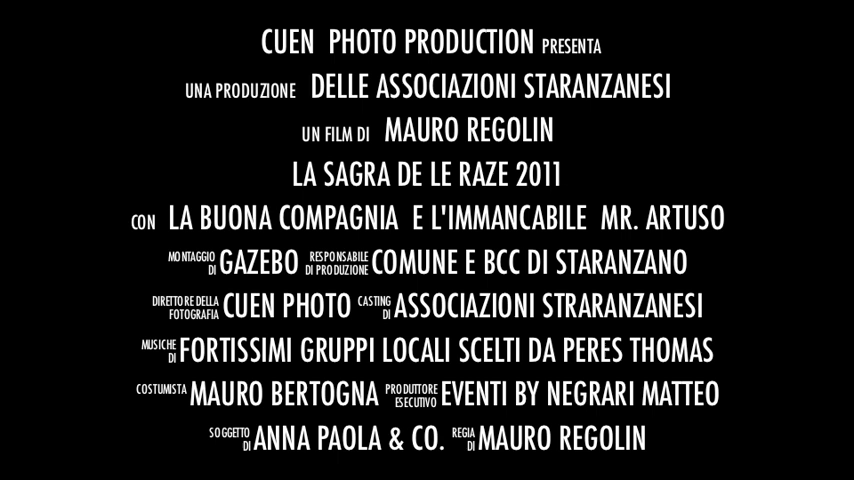 CUEN PHOTO PRODUCTION PRESENTA
UNA PRODUZIONE DELLE ASSOCIAZIONI STARANZANESI
UN FILM DI MAURO REGOLIN
LA SAGRA DE LE RAZE 2011
CON LA BUONA COMPAGNIA E L'IMMANCABILE MR. ARTUSO
MONTAGGIO DI GAZEBO RESPONSABILE DI PRODUZIONE COMUNE E BCC DI STARANZANO
DIRETTORE DELLA FOTOGRAFIA CUEN PHOTO CASTING DI ASSOCIAZIONI STRARANZANESI
MUSICHE DI FORTISSIMI GRUPPI LOCALI SCELTI DA PERES THOMAS
COSTUMISTA MAURO BERTOGNA PRODUTTORE ESECUTIVO EVENTI BY NEGRARI MATTEO
SOGGETTO DI ANNA PAOLA & CO. REGIA DI MAURO REGOLIN